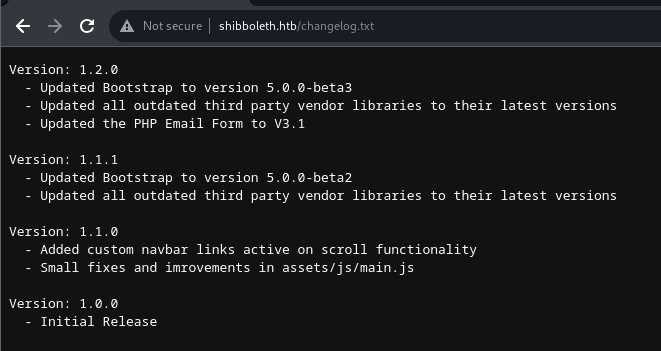 Not secure shibboleth.htb/changelog.txt
Version: 1.2.0
- Updated Bootstrap to version 5.0.0-beta3
- Updated all outdated third party vendor libraries to their latest versions
- Updated the PHP Email Form to V3.1
Version: 1.1.1
- Updated Bootstrap to version 5.0.0-beta2
- Updated all outdated third party vendor libraries to their latest versions
Version: 1.1.0
- Added custom navbar links active on scroll functionality
- Small fixes and imrovements in assets/js/main.js
Version: 1.0.0
- Initial Release